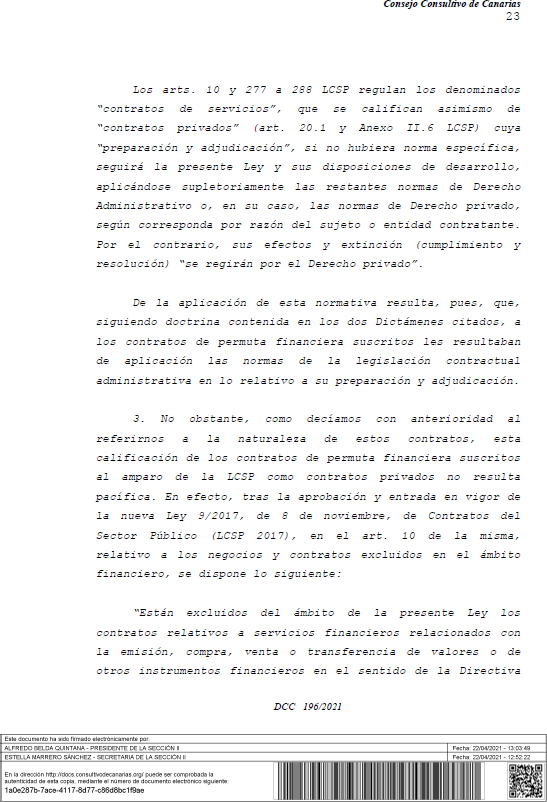 Consejo Consultivo de Canarias
23
Los arts. 10 y 277 a 288 LCSP regulan los denominados
“contratos de servicios”, que se califican asimismo de
“contratos privados” (art. 20.1 y Anexo II.6 LCSP) cuya
“preparación y adjudicación”, si no hubiera norma específica,
seguirá la presente Ley y sus disposiciones de desarrollo,
aplicándose supletoriamente las restantes normas de Derecho
Administrativo o, en su caso, las normas de Derecho privado,
según corresponda por razón del sujeto o entidad contratante.
Por el contrario, sus efectos y extinción (cumplimiento y
resolución) “se regirán por el Derecho privado”.
De la aplicación de esta normativa resulta, pues, que,
siguiendo doctrina contenida en los dos Dictámenes citados, a
los contratos de permuta financiera suscritos les resultaban
de aplicación las normas de la legislación contractual
administrativa en lo relativo a su preparación y adjudicación.
3. No obstante, como decíamos con anterioridad al
referirnos a la naturaleza de estos contratos, esta
calificación de los contratos de permuta financiera suscritos
al amparo de la LCSP como contratos privados no resulta
pacífica. En efecto, tras la aprobación y entrada en vigor de
la nueva Ley 9/2017, de 8 de noviembre, de Contratos del
Sector Público (LCSP 2017), en el art. 10 de la misma,
relativo a los negocios y contratos excluidos en el ámbito
financiero, se dispone lo siguiente:
“Están excluidos del ámbito de la presente Ley los
contratos relativos a servicios financieros relacionados con
la emisión, compra, venta o transferencia de valores o de
otros instrumentos financieros en el sentido de la Directiva
DCC 196/2021
Este documento ha sido firmado electrónicamente por:
ALFREDO BELDA QUINTANA - PRESIDENTE DE LA SECCIÓN II Fecha: 22/04/2021 - 13:03:49
ESTELLA MARRERO SÁNCHEZ - SECRETARIA DE LA SECCIÓN II Fecha: 22/04/2021 - 12:52:22
En la dirección http://docs.consultivodecanarias.org/ puede ser comprobada la
autenticidad de esta copia, mediante el número de documento electrónico siguiente:
1a0e287b-7ace-4117-8d77-c86d8bc1f9ae